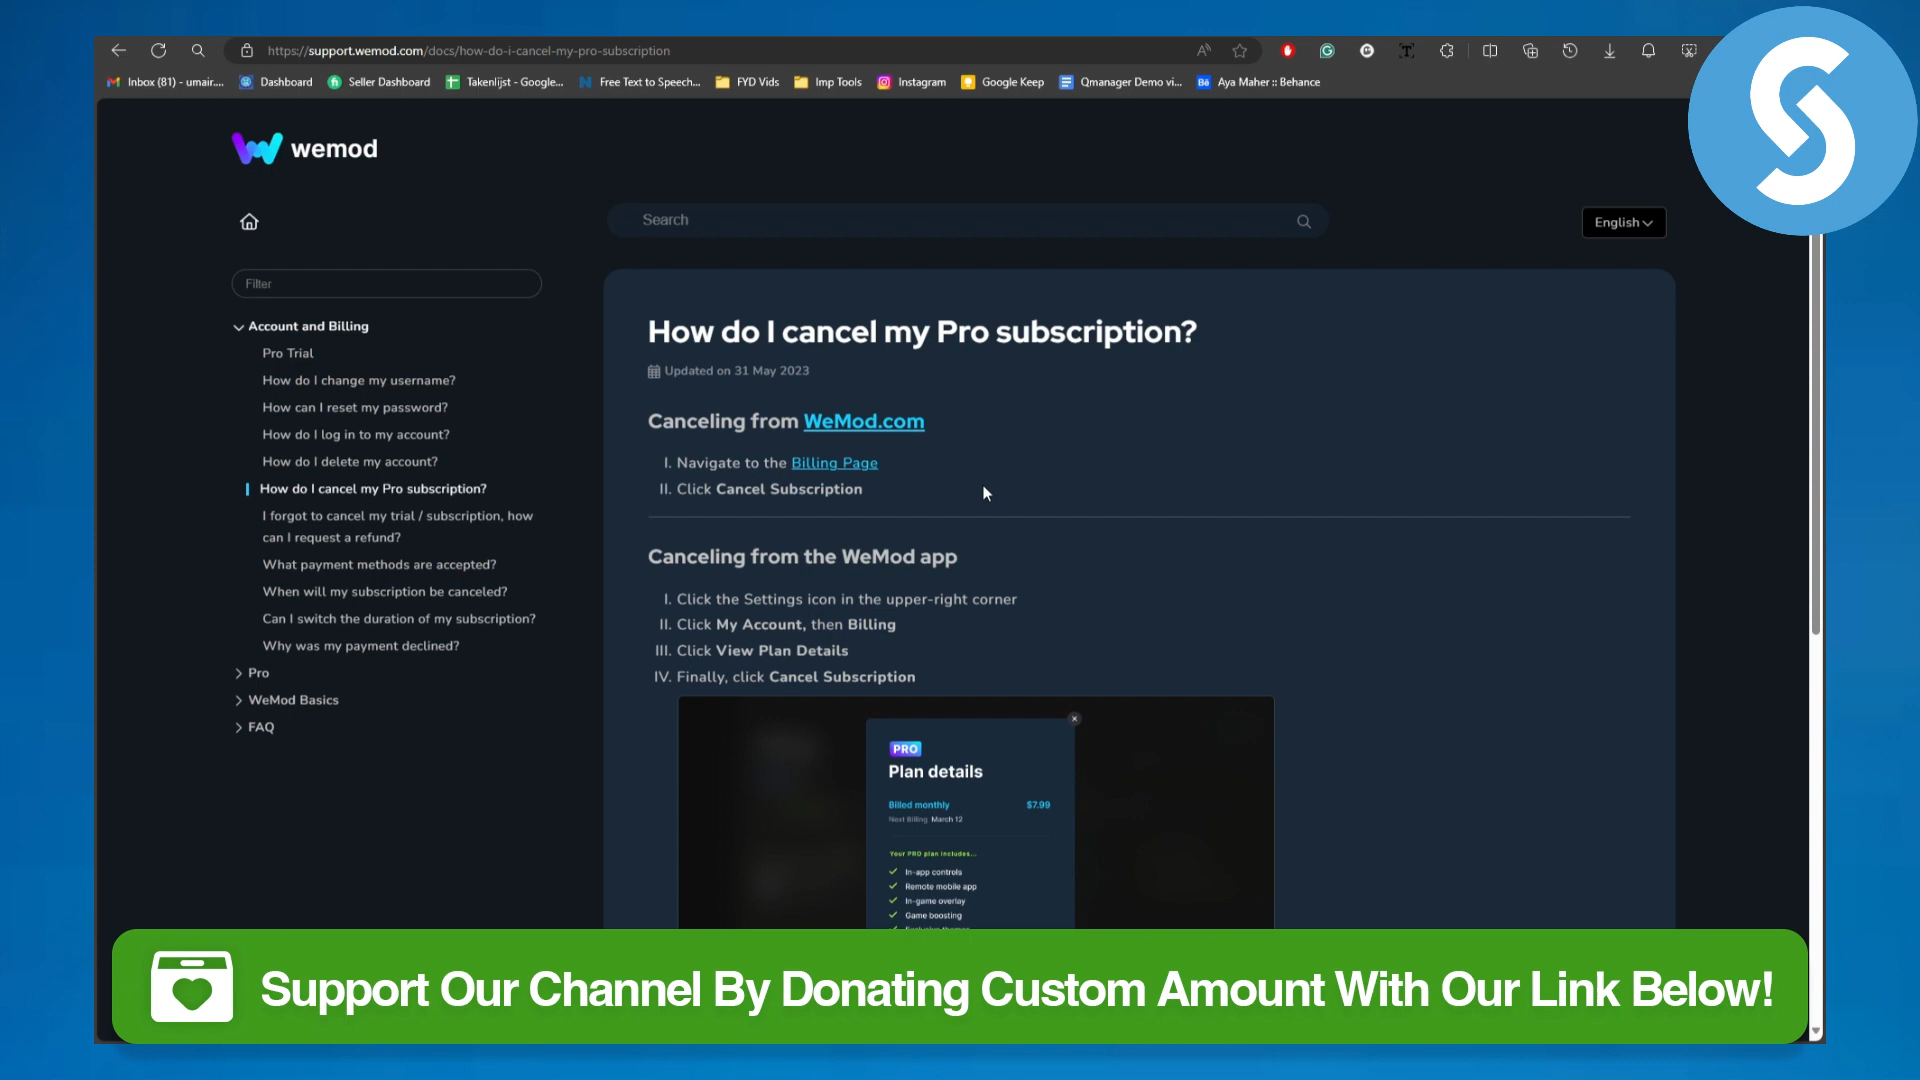 https://support.wemod.com/docs/how-do-i-cancel-my-pro-subscription
Inbox (81) - umair....
Dashboard
Seller Dashboard
Takenlijst - Google...
Free Text to Speech...
FYD Vids
Imp Tools
Instagram
Google Keep
Qmanager Demo vi...
Bē Aya Maher :: Behance
wemod
Search
English
Filter
Account and Billing
Pro Trial
How do I change my username?
How can I reset my password?
How do I log in to my account?
How do I delete my account?
How do I cancel my Pro subscription?
I forgot to cancel my trial / subscription, how
can I request a refund?
What payment methods are accepted?
When will my subscription be canceled?
Can I switch the duration of my subscription?
Why was my payment declined?
Pro
WeMod Basics
FAQ
How do I cancel my Pro subscription?
Updated on 31 May 2023
Canceling from WeMod.com
I. Navigate to the Billing Page
II. Click Cancel Subscription
Canceling from the WeMod app
I. Click the Settings icon in the upper-right corner
II. Click My Account, then Billing
III. Click View Plan Details
IV. Finally, click Cancel Subscription
PRO
Plan details
Billed monthly $7.99
Next Billing March 12
Your PRO plan includes...
In-app controls
Remote mobile app
In-game overlay
Game boosting
Support Our Channel By Donating Custom Amount With Our Link Below!